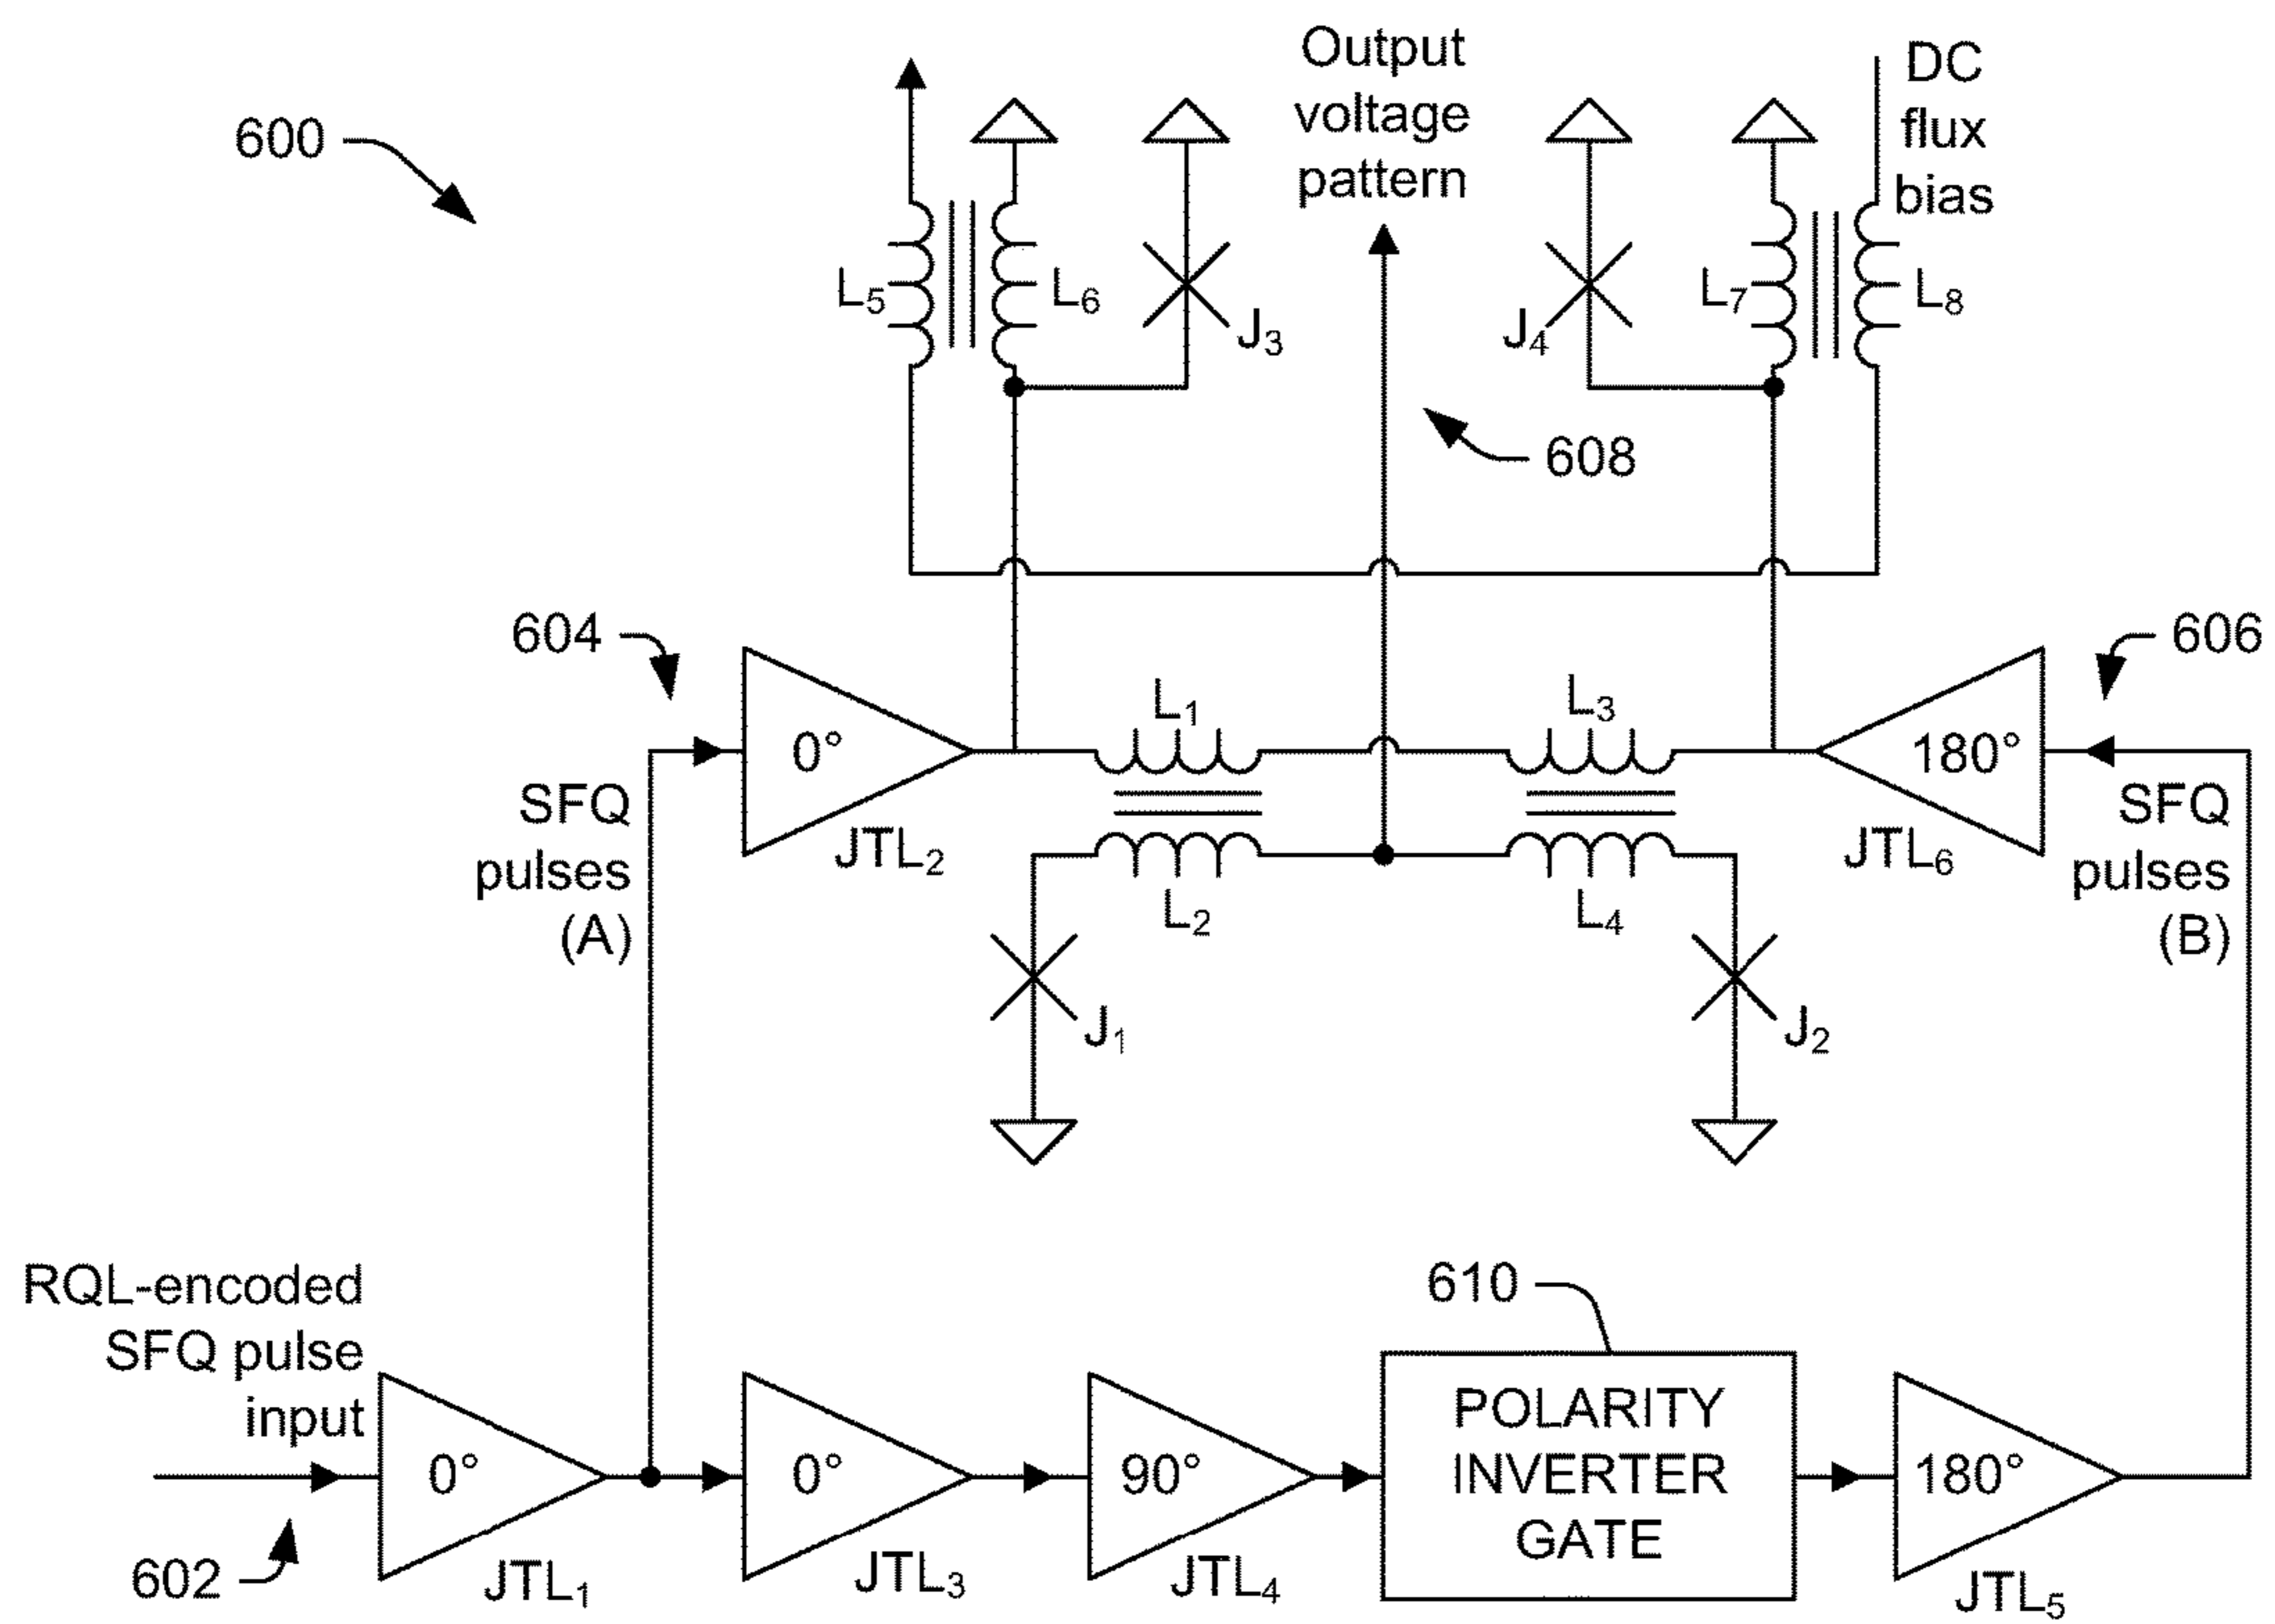 600
Output
voltage
pattern
DC
flux
bias
L5
L6
J3
J4
L7
L8
608
604
606
0°
JTL2
SFQ
pulses
(A)
L1
L3
L2
L4
180°
JTL6
SFQ
pulses
(B)
J1
J2
RQL-encoded
SFQ pulse
input
602
0°
JTL1
0°
JTL3
90°
JTL4
610
POLARITY
INVERTER
GATE
180°
JTL5